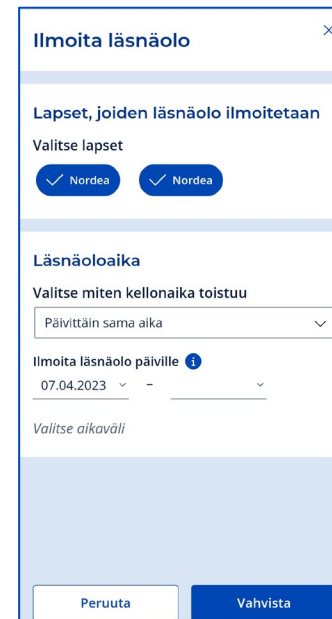 Ilmoita läsnäolo
Lapset, joiden läsnäolo ilmoitetaan
Valitse lapset
Nordea Nordea
Läsnäoloaika
Valitse miten kellonaika toistuu
Päivittäin sama aika
Ilmoita läsnäolo päiville i
07.04.2023 –
Valitse aikaväli
Peruuta Vahvista